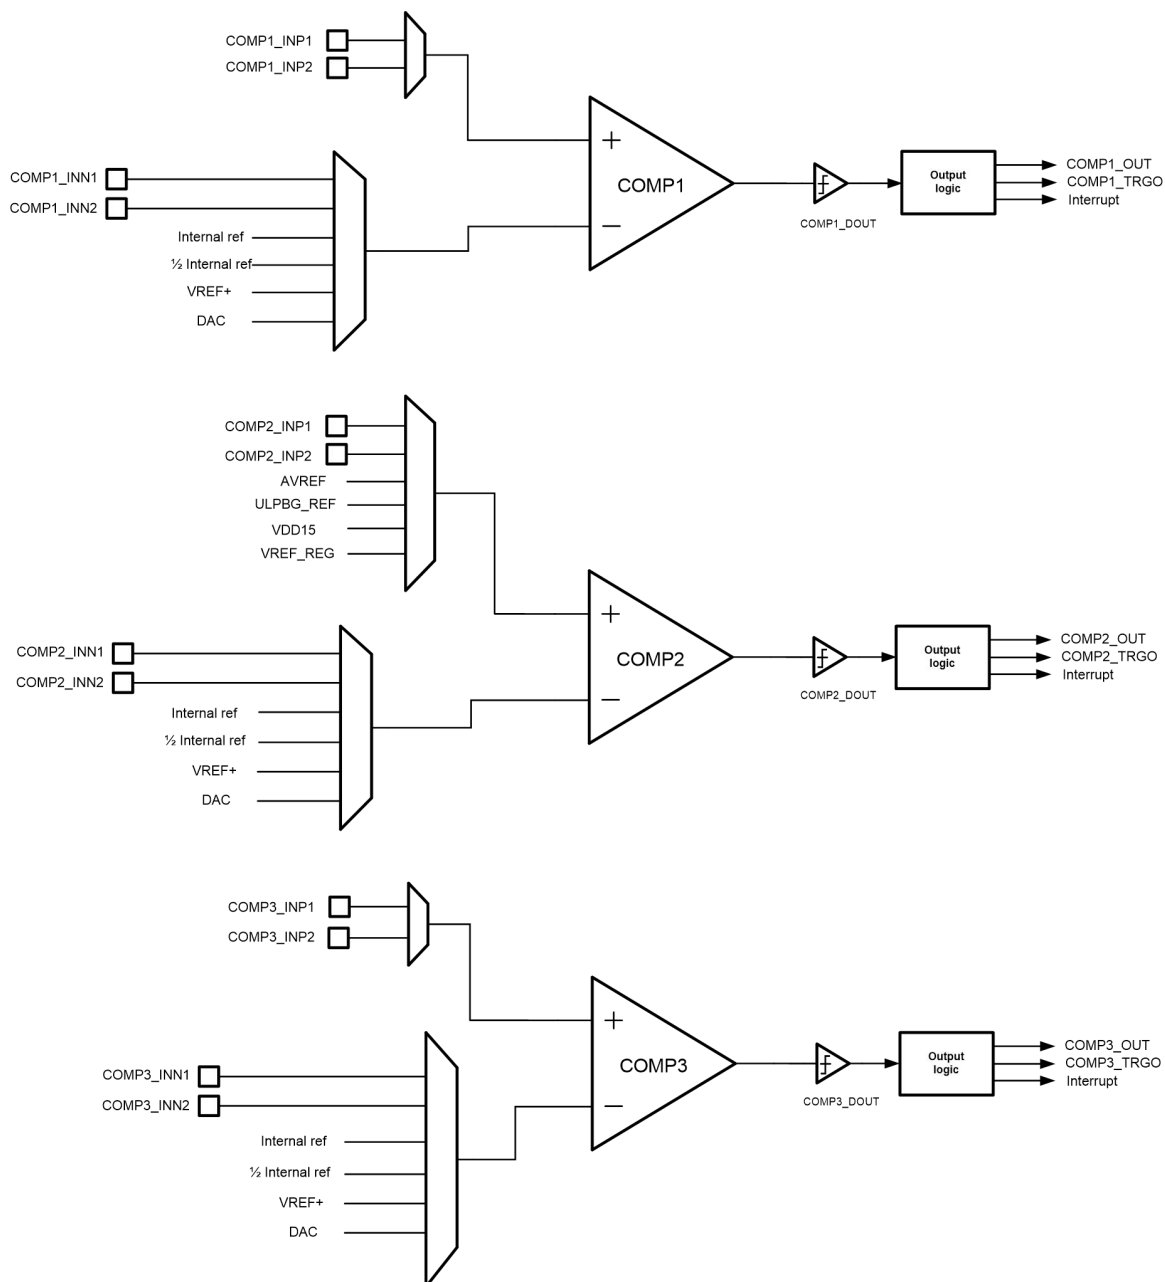 COMP1_INP1
COMP1_INP2
COMP1_INN1
COMP1_INN2
Internal ref
½ Internal ref
VREF+
DAC
+
COMP1
−
COMP1_DOUT
Output
logic
COMP1_OUT
COMP1_TRGO
Interrupt
COMP2_INP1
COMP2_INP2
AVREF
ULPBG_REF
VDD15
VREF_REG
COMP2_INN1
COMP2_INN2
Internal ref
½ Internal ref
VREF+
DAC
+
COMP2
−
COMP2_DOUT
Output
logic
COMP2_OUT
COMP2_TRGO
Interrupt
COMP3_INP1
COMP3_INP2
COMP3_INN1
COMP3_INN2
Internal ref
½ Internal ref
VREF+
DAC
+
COMP3
−
COMP3_DOUT
Output
logic
COMP3_OUT
COMP3_TRGO
Interrupt